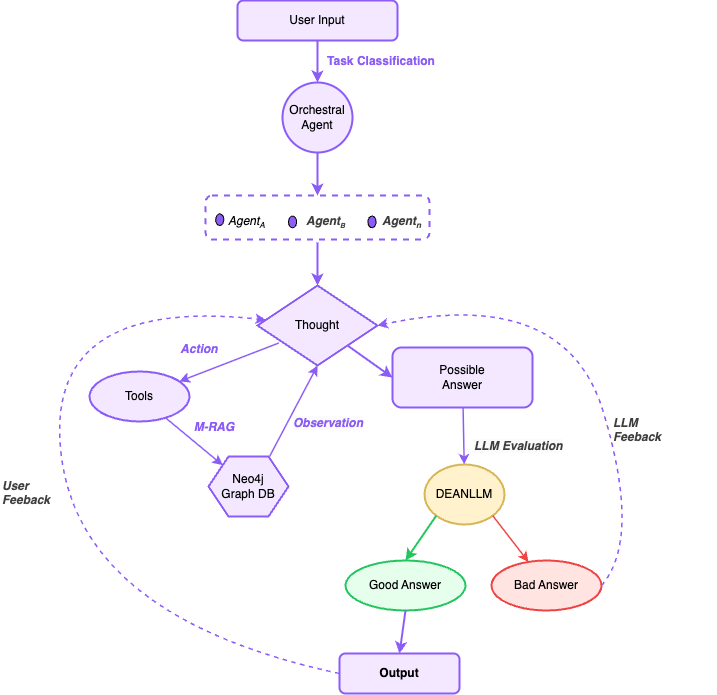 User Input
Task Classification
Orchestral
Agent
Agent_A Agent_B Agent_n
Thought
Action
Tools
M-RAG
Observation
Neo4j
Graph DB
Possible
Answer
LLM Evaluation
LLM
Feeback
User
Feeback
DEANLLM
Good Answer
Bad Answer
Output